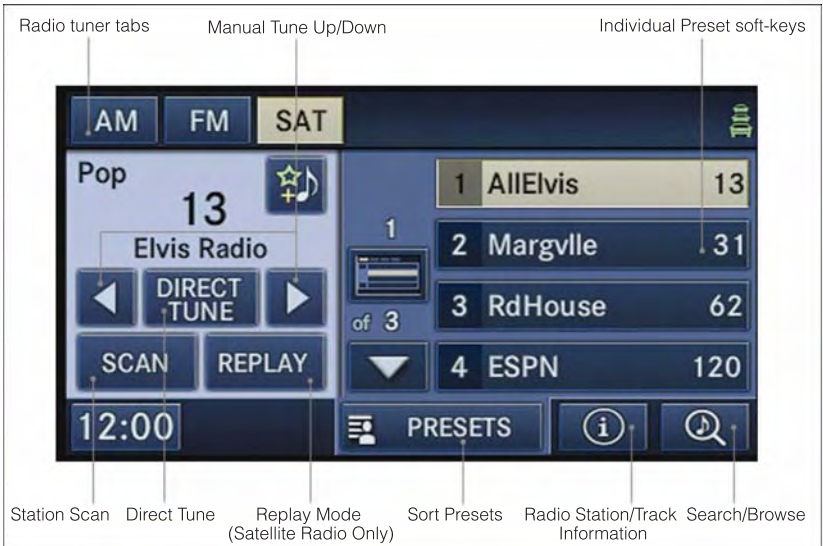 Radio tuner tabs
Manual Tune Up/Down
Individual Preset soft-keys
AM
FM
SAT
Pop
13
Elvis Radio
DIRECT
TUNE
SCAN
REPLAY
12:00
1
of 3
1 AllElvis 13
2 Margvlle 31
3 RdHouse 62
4 ESPN 120
PRESETS
i
Station Scan
Direct Tune
Replay Mode
(Satellite Radio Only)
Sort Presets
Radio Station/Track
Information
Search/Browse